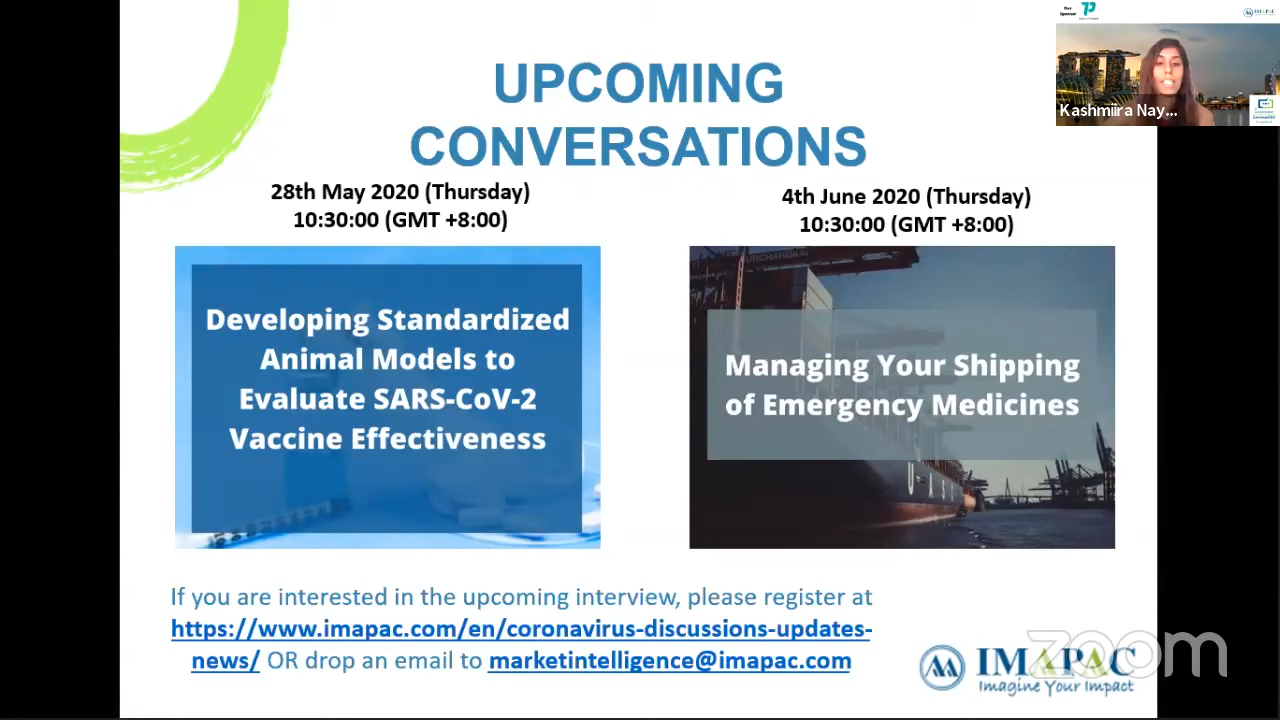 UPCOMING
CONVERSATIONS
28th May 2020 (Thursday)
10:30:00 (GMT +8:00)
4th June 2020 (Thursday)
10:30:00 (GMT +8:00)
Developing Standardized
Animal Models to
Evaluate SARS-CoV-2
Vaccine Effectiveness
Managing Your Shipping
of Emergency Medicines
If you are interested in the upcoming interview, please register at
https://www.imapac.com/en/coronavirus-discussions-updates-
news/ OR drop an email to marketintelligence@imapac.com
IMAPAC
Imagine Your Impact
zoom
IMAPAC
Kashmiira Nay...